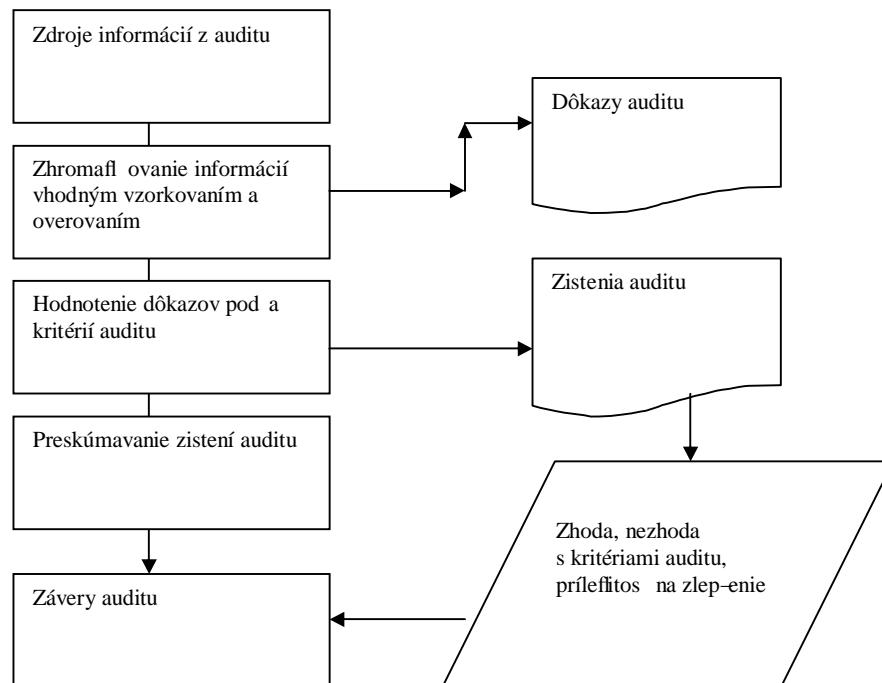 Zdroje informácií z auditu
Dôkazy auditu
Zhromafl ovanie informácií
vhodným vzorkovaním a
overovaním
Zistenia auditu
Hodnotenie dôkazov pod a
kritérií auditu
Preskúmavanie zistení auditu
Zhoda, nezhoda
s kritériami auditu,
príleflitos na zlep–enie
Závery auditu